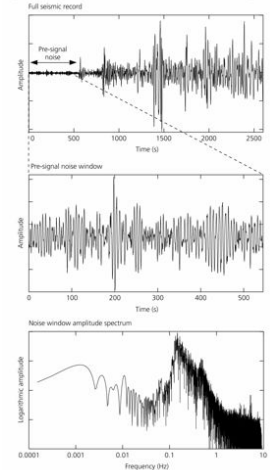 Full seismic record
Pre-signal
noise
Amplitude
0 500 1000 1500 2000 2500
Time (s)
Pre-signal noise window
Amplitude
0 100 200 300 400 500
Time (s)
Noise window amplitude spectrum
Logarithmic amplitude
0.0001 0.001 0.01 0.1 1 10
Frequency (Hz)